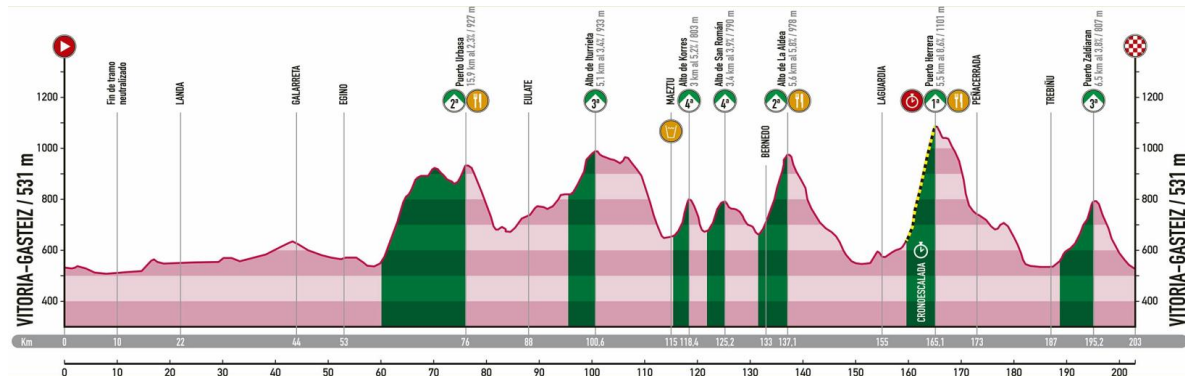 VITORIA-GASTEIZ / 531 m
1200
1000
800
600
400
Fin de tramo
neutralizado
LANDA
GALARRETA
EGINO
Puerto Urbasa
15,9 km al 2,3% / 927 m
2ª
EULATE
Alto de Iturrieta
5,1 km al 3,4% / 933 m
3ª
MAEZTU
Alto de Korres
3 km al 5,2% / 803 m
4ª
Alto de San Román
3,4 km al 3,9% / 790 m
4ª
BERNEDO
Alto de La Aldea
5,6 km al 5,8% / 978 m
2ª
LAGUARDIA
CRONOESCALADA
Puerto Herrera
5,5 km al 8,4% / 1101 m
1ª
PEÑACERRADA
TREBIÑU
Puerto Zaldiaran
6,5 km al 3,8% / 807 m
3ª
1200
1000
800
600
400
VITORIA-GASTEIZ / 531 m
Km 0 10 22 44 53 76 88 100,6 115 118,4 125,2 133 137,1 155 165,1 173 187 195,2 203
0 10 20 30 40 50 60 70 80 90 100 110 120 130 140 150 160 170 180 190 200